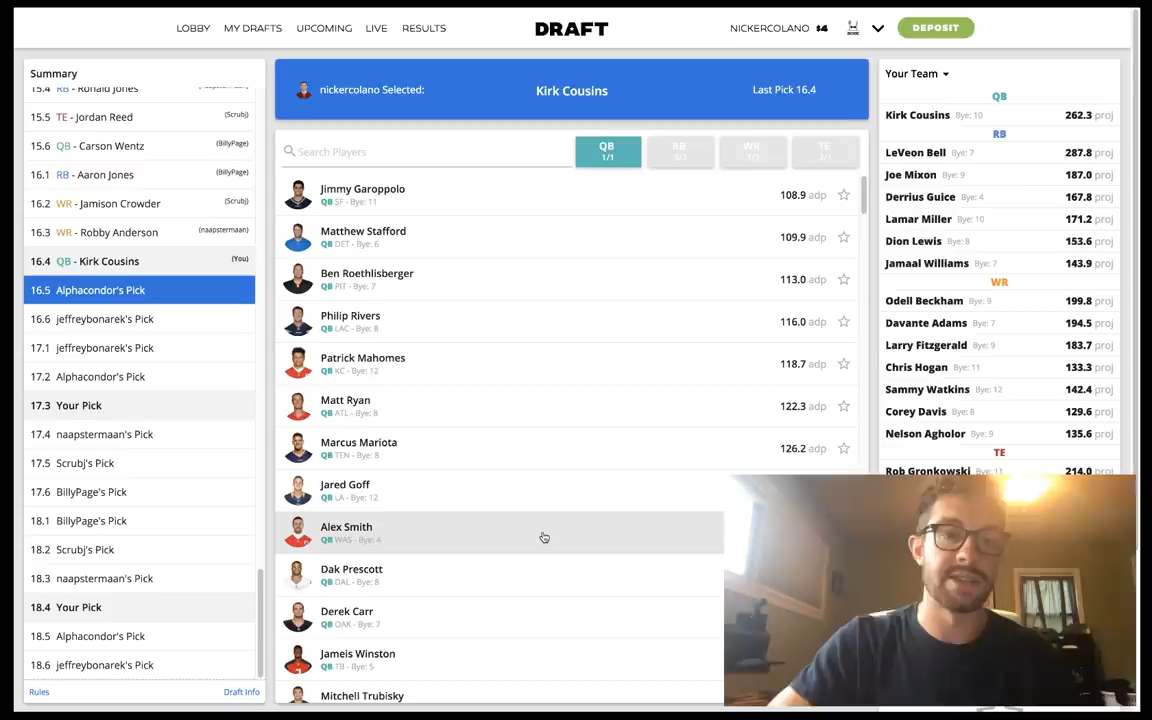 LOBBY MY DRAFTS UPCOMING LIVE RESULTS DRAFT NICKERCOLANO $4 DEPOSIT
Summary
15.4 RB - Ronald Jones (naapstermaan)
15.5 TE - Jordan Reed (Scrubj)
15.6 QB - Carson Wentz (BillyPage)
16.1 RB - Aaron Jones (BillyPage)
16.2 WR - Jamison Crowder (Scrubj)
16.3 WR - Robby Anderson (naapstermaan)
16.4 QB - Kirk Cousins (You)
16.5 Alphacondor's Pick
16.6 jeffreybonarek's Pick
17.1 jeffreybonarek's Pick
17.2 Alphacondor's Pick
17.3 Your Pick
17.4 naapstermaan's Pick
17.5 Scrubj's Pick
17.6 BillyPage's Pick
18.1 BillyPage's Pick
18.2 Scrubj's Pick
18.3 naapstermaan's Pick
18.4 Your Pick
18.5 Alphacondor's Pick
18.6 jeffreybonarek's Pick
Rules Draft Info
nickercolano Selected: Kirk Cousins Last Pick 16.4
Search Players
QB RB WR TE
1/1
Jimmy Garoppolo 108.9 adp
QB SF - Bye: 11
Matthew Stafford 109.9 adp
QB DET - Bye: 6
Ben Roethlisberger 113.0 adp
QB PIT - Bye: 7
Philip Rivers 116.0 adp
QB LAC - Bye: 8
Patrick Mahomes 118.7 adp
QB KC - Bye: 12
Matt Ryan 122.3 adp
QB ATL - Bye: 8
Marcus Mariota 126.2 adp
QB TEN - Bye: 8
Jared Goff
QB LA - Bye: 12
Alex Smith
QB WAS - Bye: 4
Dak Prescott
QB DAL - Bye: 8
Derek Carr
QB OAK - Bye: 7
Jameis Winston
QB TB - Bye: 5
Mitchell Trubisky
Your Team
QB
Kirk Cousins Bye: 10 262.3 proj
RB
LeVeon Bell Bye: 7 287.8 proj
Joe Mixon Bye: 9 187.0 proj
Derrius Guice Bye: 4 167.8 proj
Lamar Miller Bye: 10 171.2 proj
Dion Lewis Bye: 8 153.6 proj
Jamaal Williams Bye: 7 143.9 proj
WR
Odell Beckham Bye: 9 199.8 proj
Davante Adams Bye: 7 194.5 proj
Larry Fitzgerald Bye: 9 183.7 proj
Chris Hogan Bye: 11 133.3 proj
Sammy Watkins Bye: 12 142.4 proj
Corey Davis Bye: 8 129.6 proj
Nelson Agholor Bye: 9 135.6 proj
TE
Rob Gronkowski Bye: 11 214.0 proj